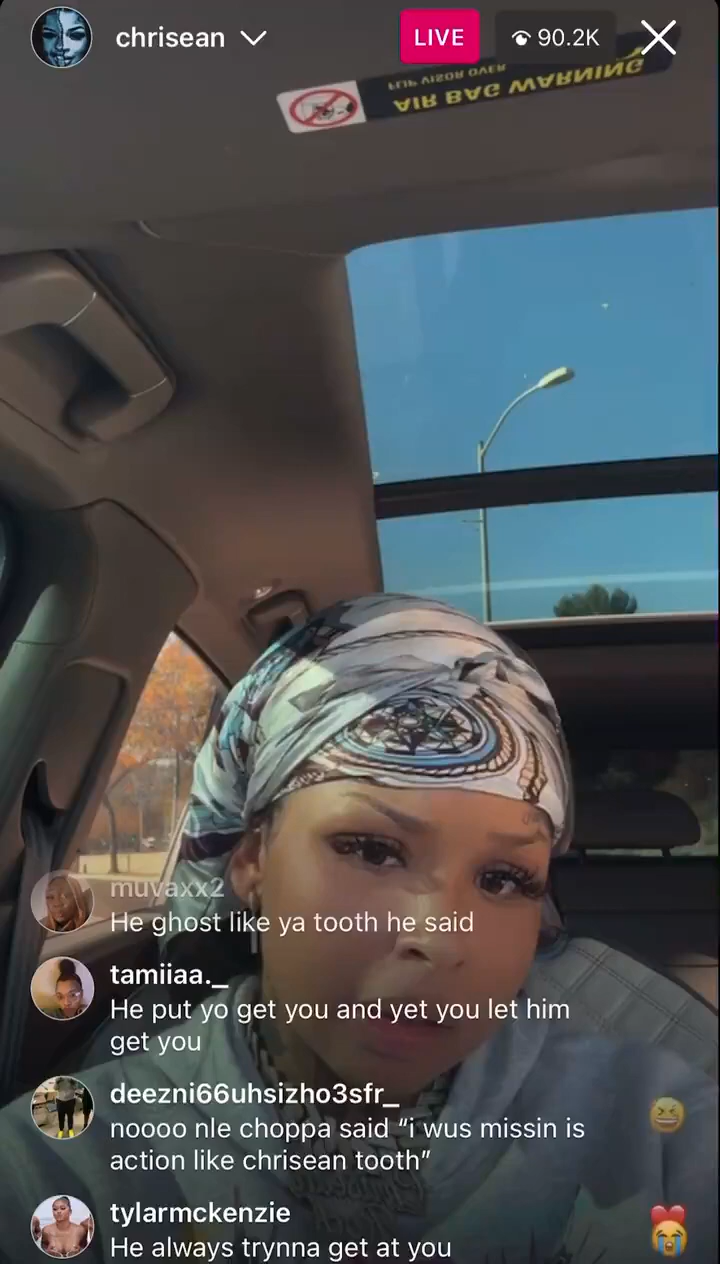 chrisean
LIVE
90.2K
FLIP VISOR OVER
AIR BAG WARNING
muvaxx2
He ghost like ya tooth he said
tamiiaa._
He put yo get you and yet you let him
get you
deezni66uhsizho3sfr_
noooo nle choppa said “i wus missin is
action like chrisean tooth”
tylarmckenzie
He always trynna get at you